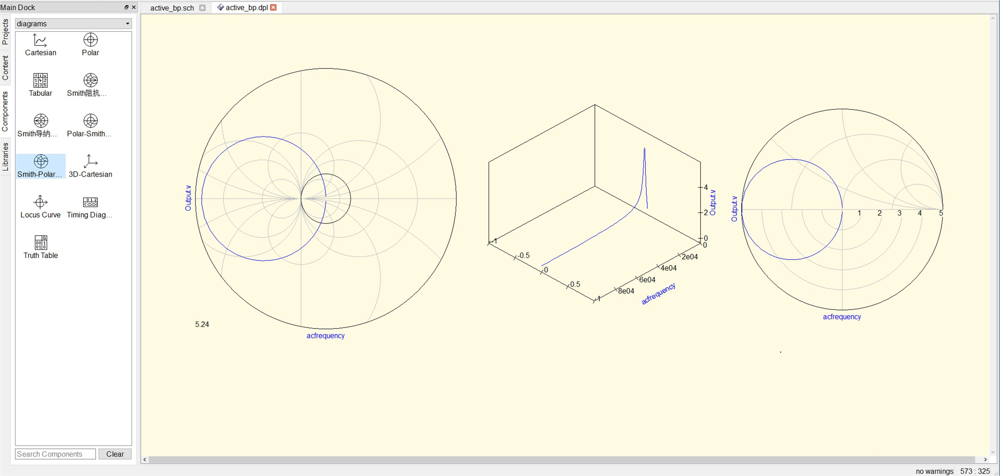 Main Dock
active_bp.sch
active_bp.dpl
Projects
Content
Components
Libraries
diagrams
Cartesian
Polar
Tabular
Smith阻抗...
Smith导纳...
Polar-Smith...
Smith-Polar...
3D-Cartesian
Locus Curve
Timing Diag...
Truth Table
Search Components
Clear
Output.v
5.24
acfrequency
-1
-0.5
0
0.5
1
8e04
6e04
4e04
2e04
0
acfrequency
4
2
0
Output.v
Output.v
1 2 3 4 5
acfrequency
no warnings 573 : 325